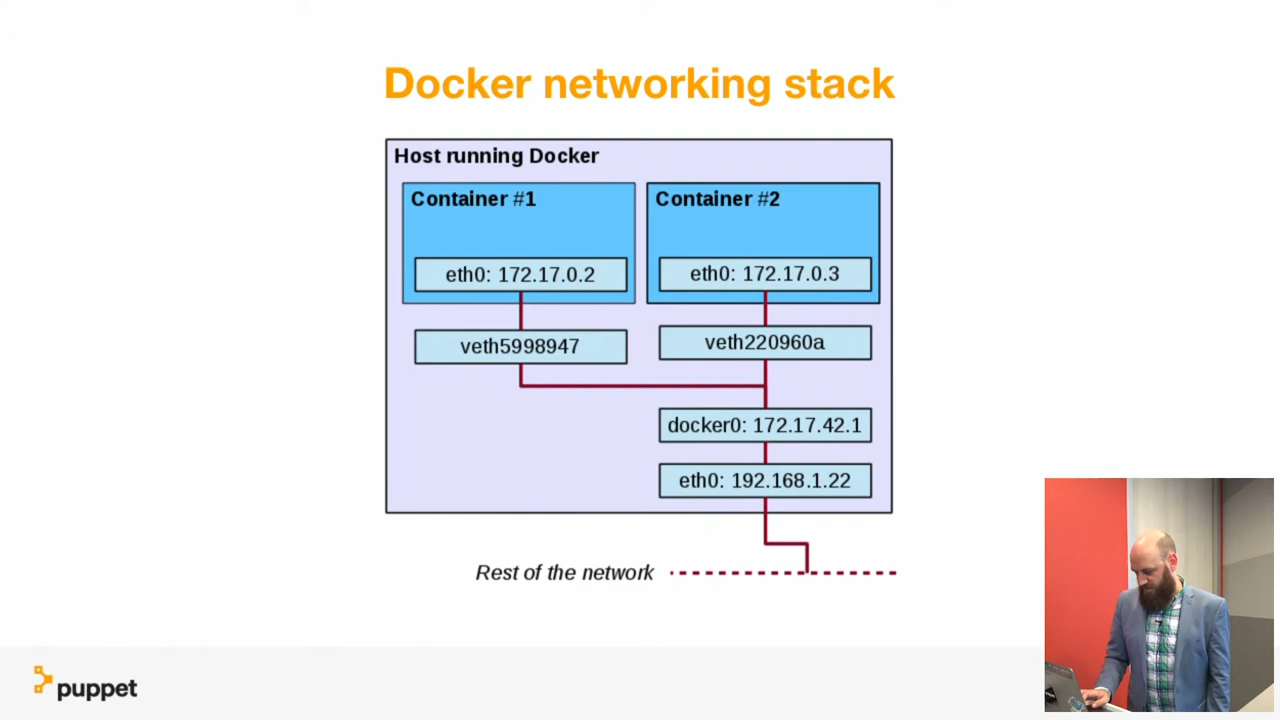 Docker networking stack
Host running Docker
Container #1
Container #2
eth0: 172.17.0.2
eth0: 172.17.0.3
veth5998947
veth220960a
docker0: 172.17.42.1
eth0: 192.168.1.22
Rest of the network
puppet